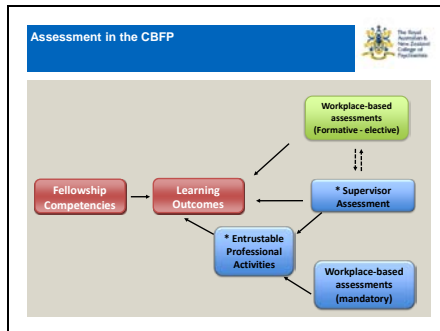 Assessment in the CBFP
The Royal
Australian &
New Zealand
College of
Psychiatrists
Workplace-based
assessments
(Formative - elective)
Fellowship
Competencies
Learning
Outcomes
* Supervisor
Assessment
* Entrustable
Professional
Activities
Workplace-based
assessments
(mandatory)